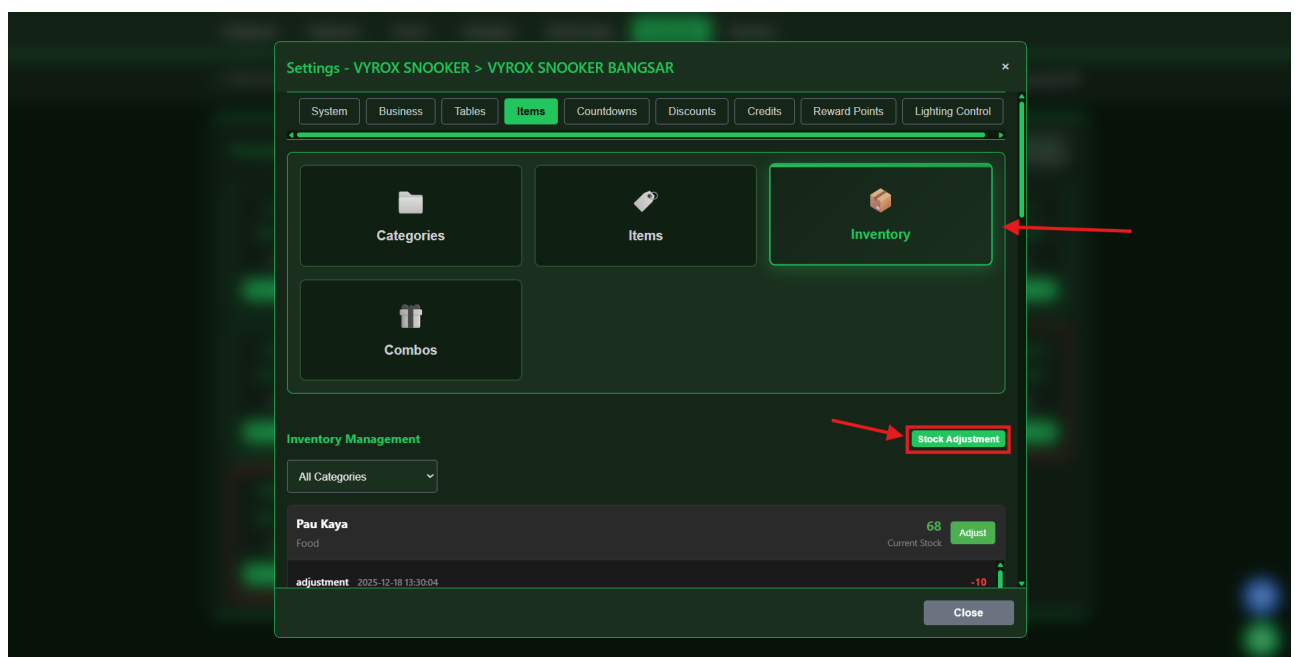 Settings - VYROX SNOOKER > VYROX SNOOKER BANGSAR ×
System Business Tables Items Countdowns Discounts Credits Reward Points Lighting Control
Categories Items Inventory
Combos
Inventory Management Stock Adjustment
All Categories
Pau Kaya
Food
68
Current Stock
Adjust
adjustment 2025-12-18 13:30:04 -10
Close